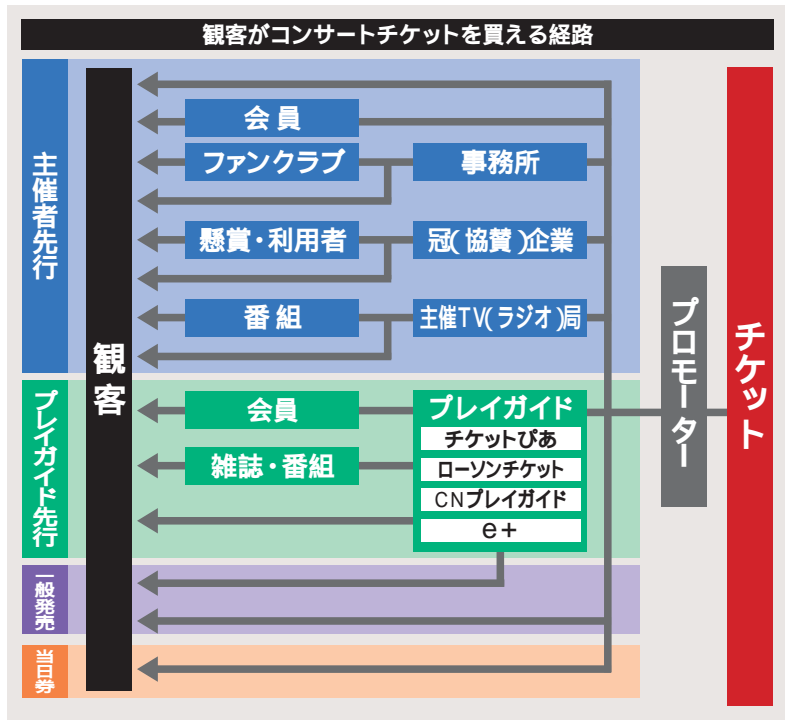 観客がコンサートチケットを買える経路
主催者先行
観客
会員
ファンクラブ
事務所
懸賞・利用者
冠(協賛)企業
番組
主催TV(ラジオ)局
プレイガイド先行
会員
雑誌・番組
プレイガイド
チケットぴあ
ローソンチケット
CNプレイガイド
e+
一般発売
当日券
プロモーター
チケット